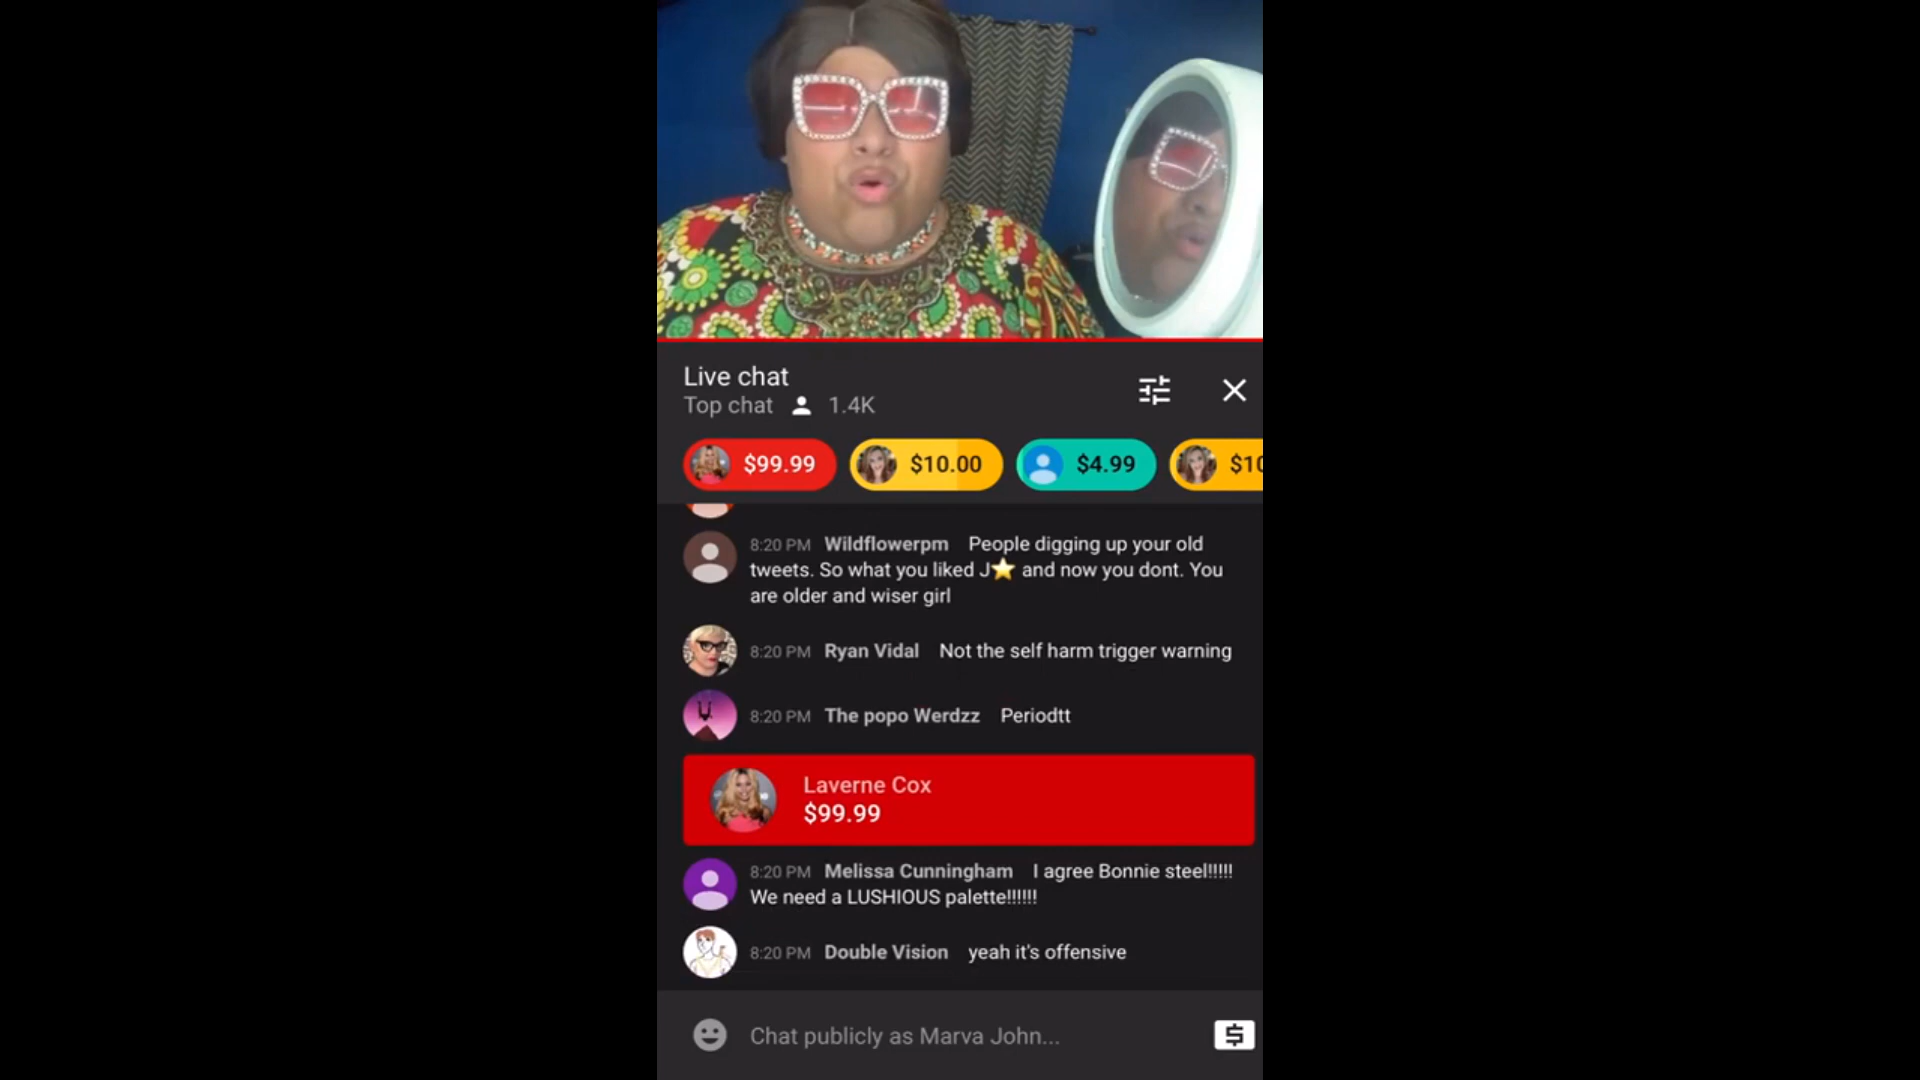 Live chat
Top chat 1.4K
$99.99 $10.00 $4.99 $10
8:20 PM Wildflowerpm People digging up your old
tweets. So what you liked J⭐ and now you dont. You
are older and wiser girl
8:20 PM Ryan Vidal Not the self harm trigger warning
8:20 PM The popo Werdzz Periodtt
Laverne Cox
$99.99
8:20 PM Melissa Cunningham I agree Bonnie steel!!!!!
We need a LUSHIOUS palette!!!!!!
8:20 PM Double Vision yeah it's offensive
Chat publicly as Marva John...
$